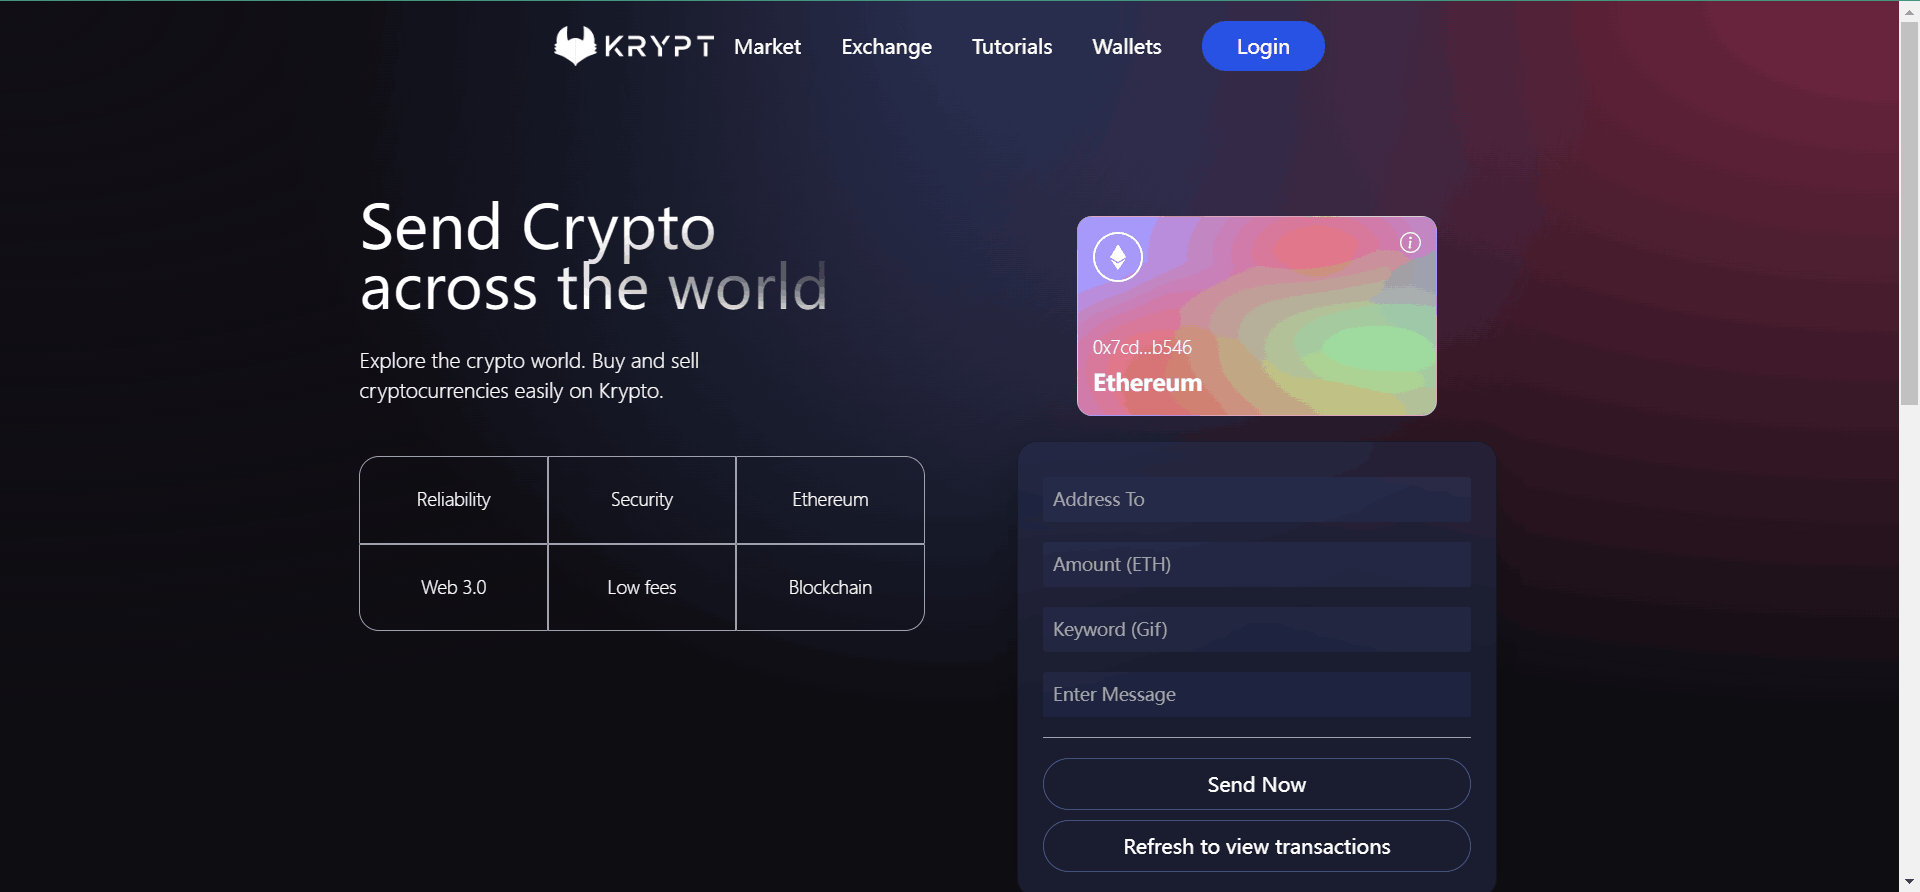 KRYPT
Market
Exchange
Tutorials
Wallets
Login
Send Crypto
across the world
Explore the crypto world. Buy and sell
cryptocurrencies easily on Krypto.
Reliability
Security
Ethereum
Web 3.0
Low fees
Blockchain
i
0x7cd...b546
Ethereum
Address To
Amount (ETH)
Keyword (Gif)
Enter Message
Send Now
Refresh to view transactions